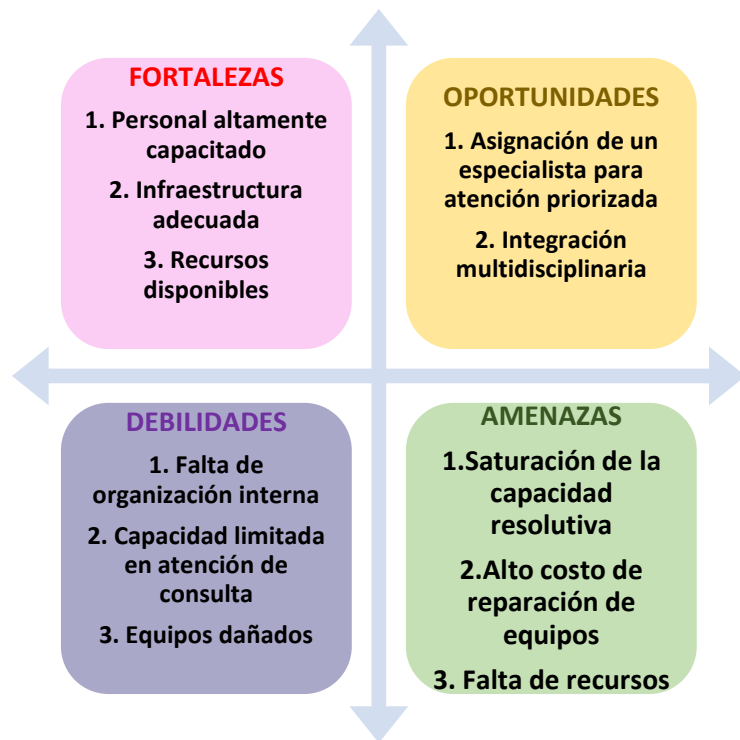 FORTALEZAS
1. Personal altamente
capacitado
2. Infraestructura
adecuada
3. Recursos
disponibles
OPORTUNIDADES
1. Asignación de un
especialista para
atención priorizada
2. Integración
multidisciplinaria
DEBILIDADES
1. Falta de
organización interna
2. Capacidad limitada
en atención de
consulta
3. Equipos dañados
AMENAZAS
1.Saturación de la
capacidad
resolutiva
2.Alto costo de
reparación de
equipos
3. Falta de recursos